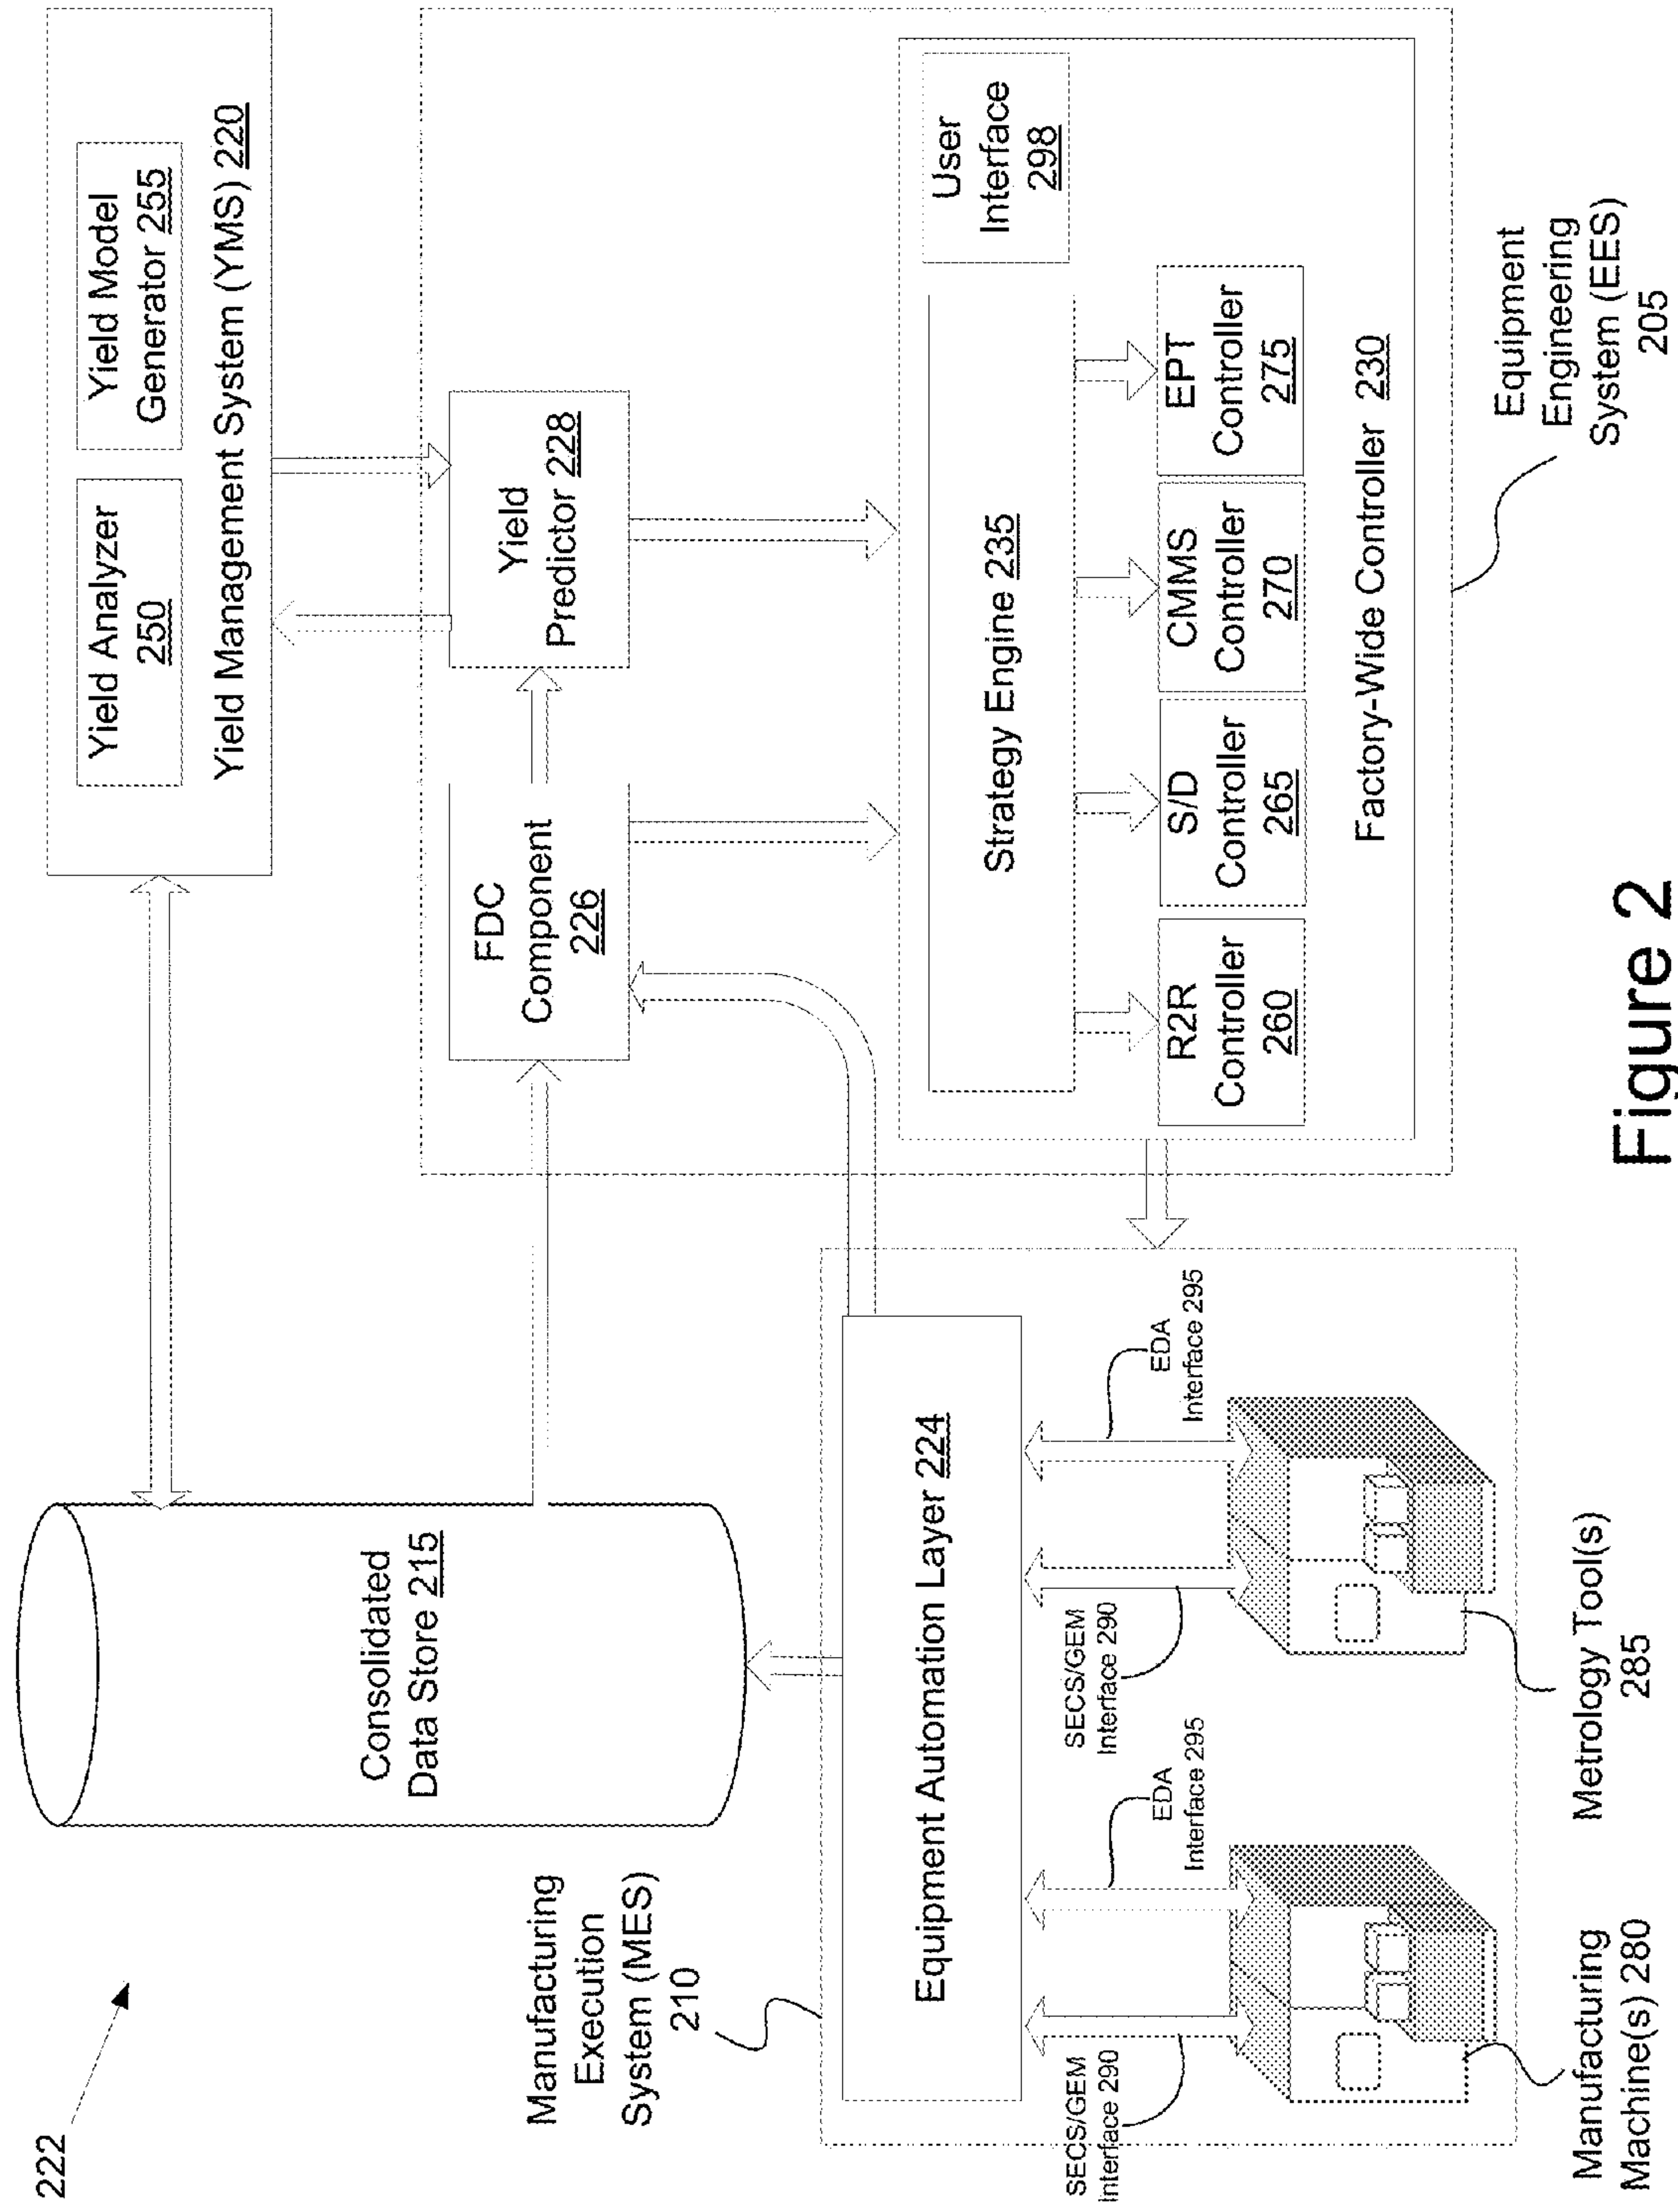 222
Consolidated
Data Store 215
Yield Analyzer
250
Yield Model
Generator 255
Yield Management System (YMS) 220
Manufacturing
Execution
System (MES)
210
FDC
Component
226
Yield
Predictor 228
Equipment Automation Layer 224
Strategy Engine 235
User
Interface
298
SECS/GEM
Interface 290
EDA
Interface 295
SECS/GEM
Interface 290
EDA
Interface 295
R2R
Controller
260
S/D
Controller
265
CMMS
Controller
270
EPT
Controller
275
Factory-Wide Controller 230
Equipment
Engineering
System (EES)
205
Manufacturing
Machine(s) 280
Metrology Tool(s)
285
Figure 2